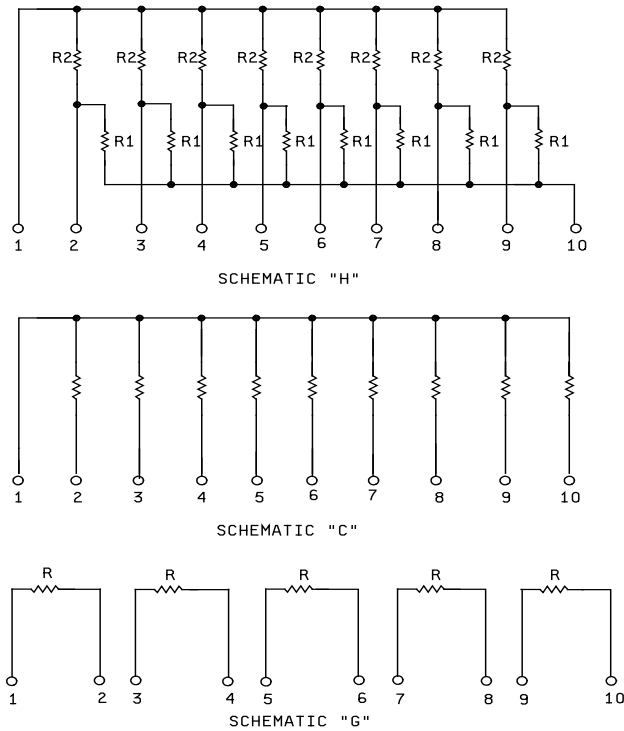 R2 R2 R2 R2 R2 R2 R2 R2
R1 R1 R1 R1 R1 R1 R1 R1
1 2 3 4 5 6 7 8 9 10
SCHEMATIC "H"
1 2 3 4 5 6 7 8 9 10
SCHEMATIC "C"
R R R R R
1 2 3 4 5 6 7 8 9 10
SCHEMATIC "G"